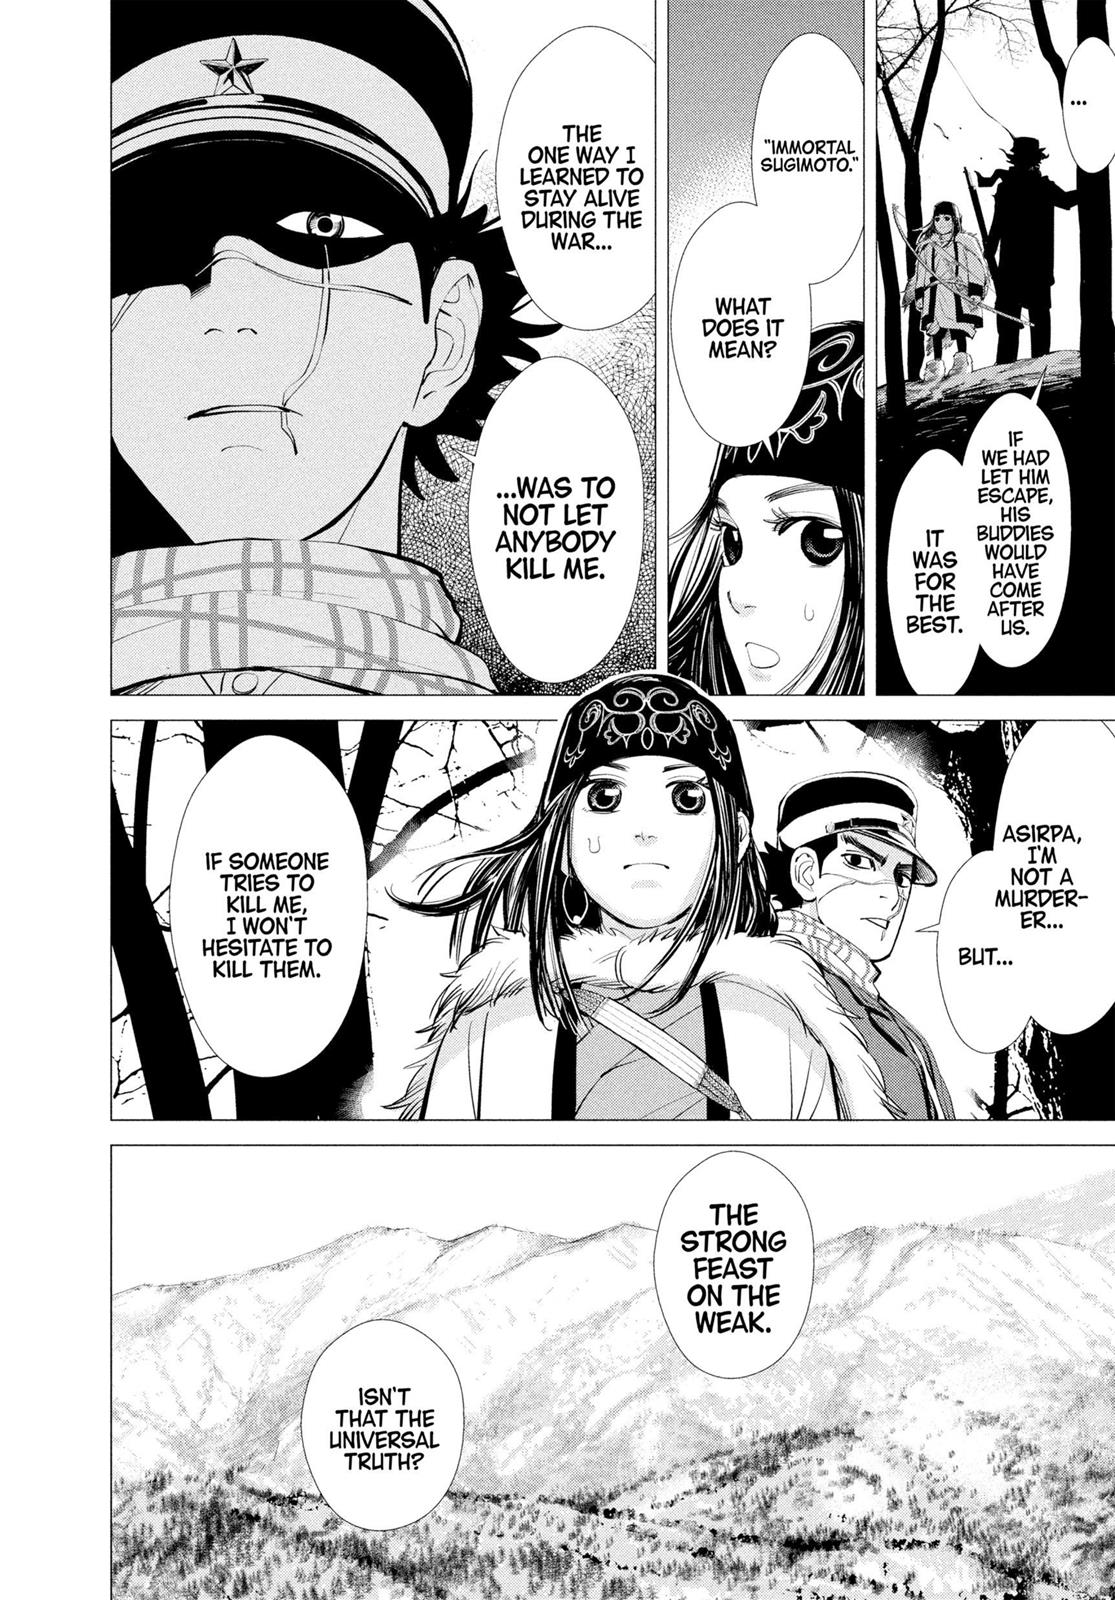 ...
IF
WE HAD
LET HIM
ESCAPE,
HIS
BUDDIES
WOULD
HAVE
COME
AFTER
US.
IT
WAS
FOR
THE
BEST.
"IMMORTAL
SUGIMOTO."
WHAT
DOES IT
MEAN?
THE
ONE WAY I
LEARNED TO
STAY ALIVE
DURING THE
WAR...
...WAS TO
NOT LET
ANYBODY
KILL ME.
ASIRPA,
I'M
NOT A
MURDER-
ER...
BUT...
IF SOMEONE
TRIES TO
KILL ME,
I WON'T
HESITATE TO
KILL THEM.
THE
STRONG
FEAST
ON THE
WEAK.
ISN'T
THAT THE
UNIVERSAL
TRUTH?